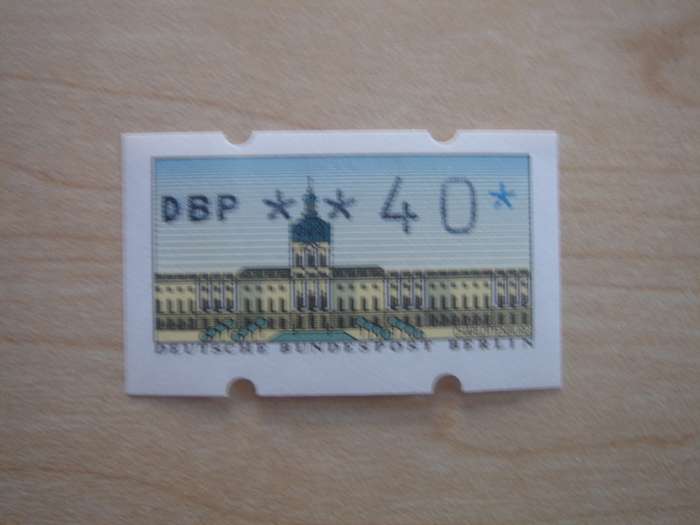 DBP ** 40*
DEUTSCHE BUNDESPOST BERLIN